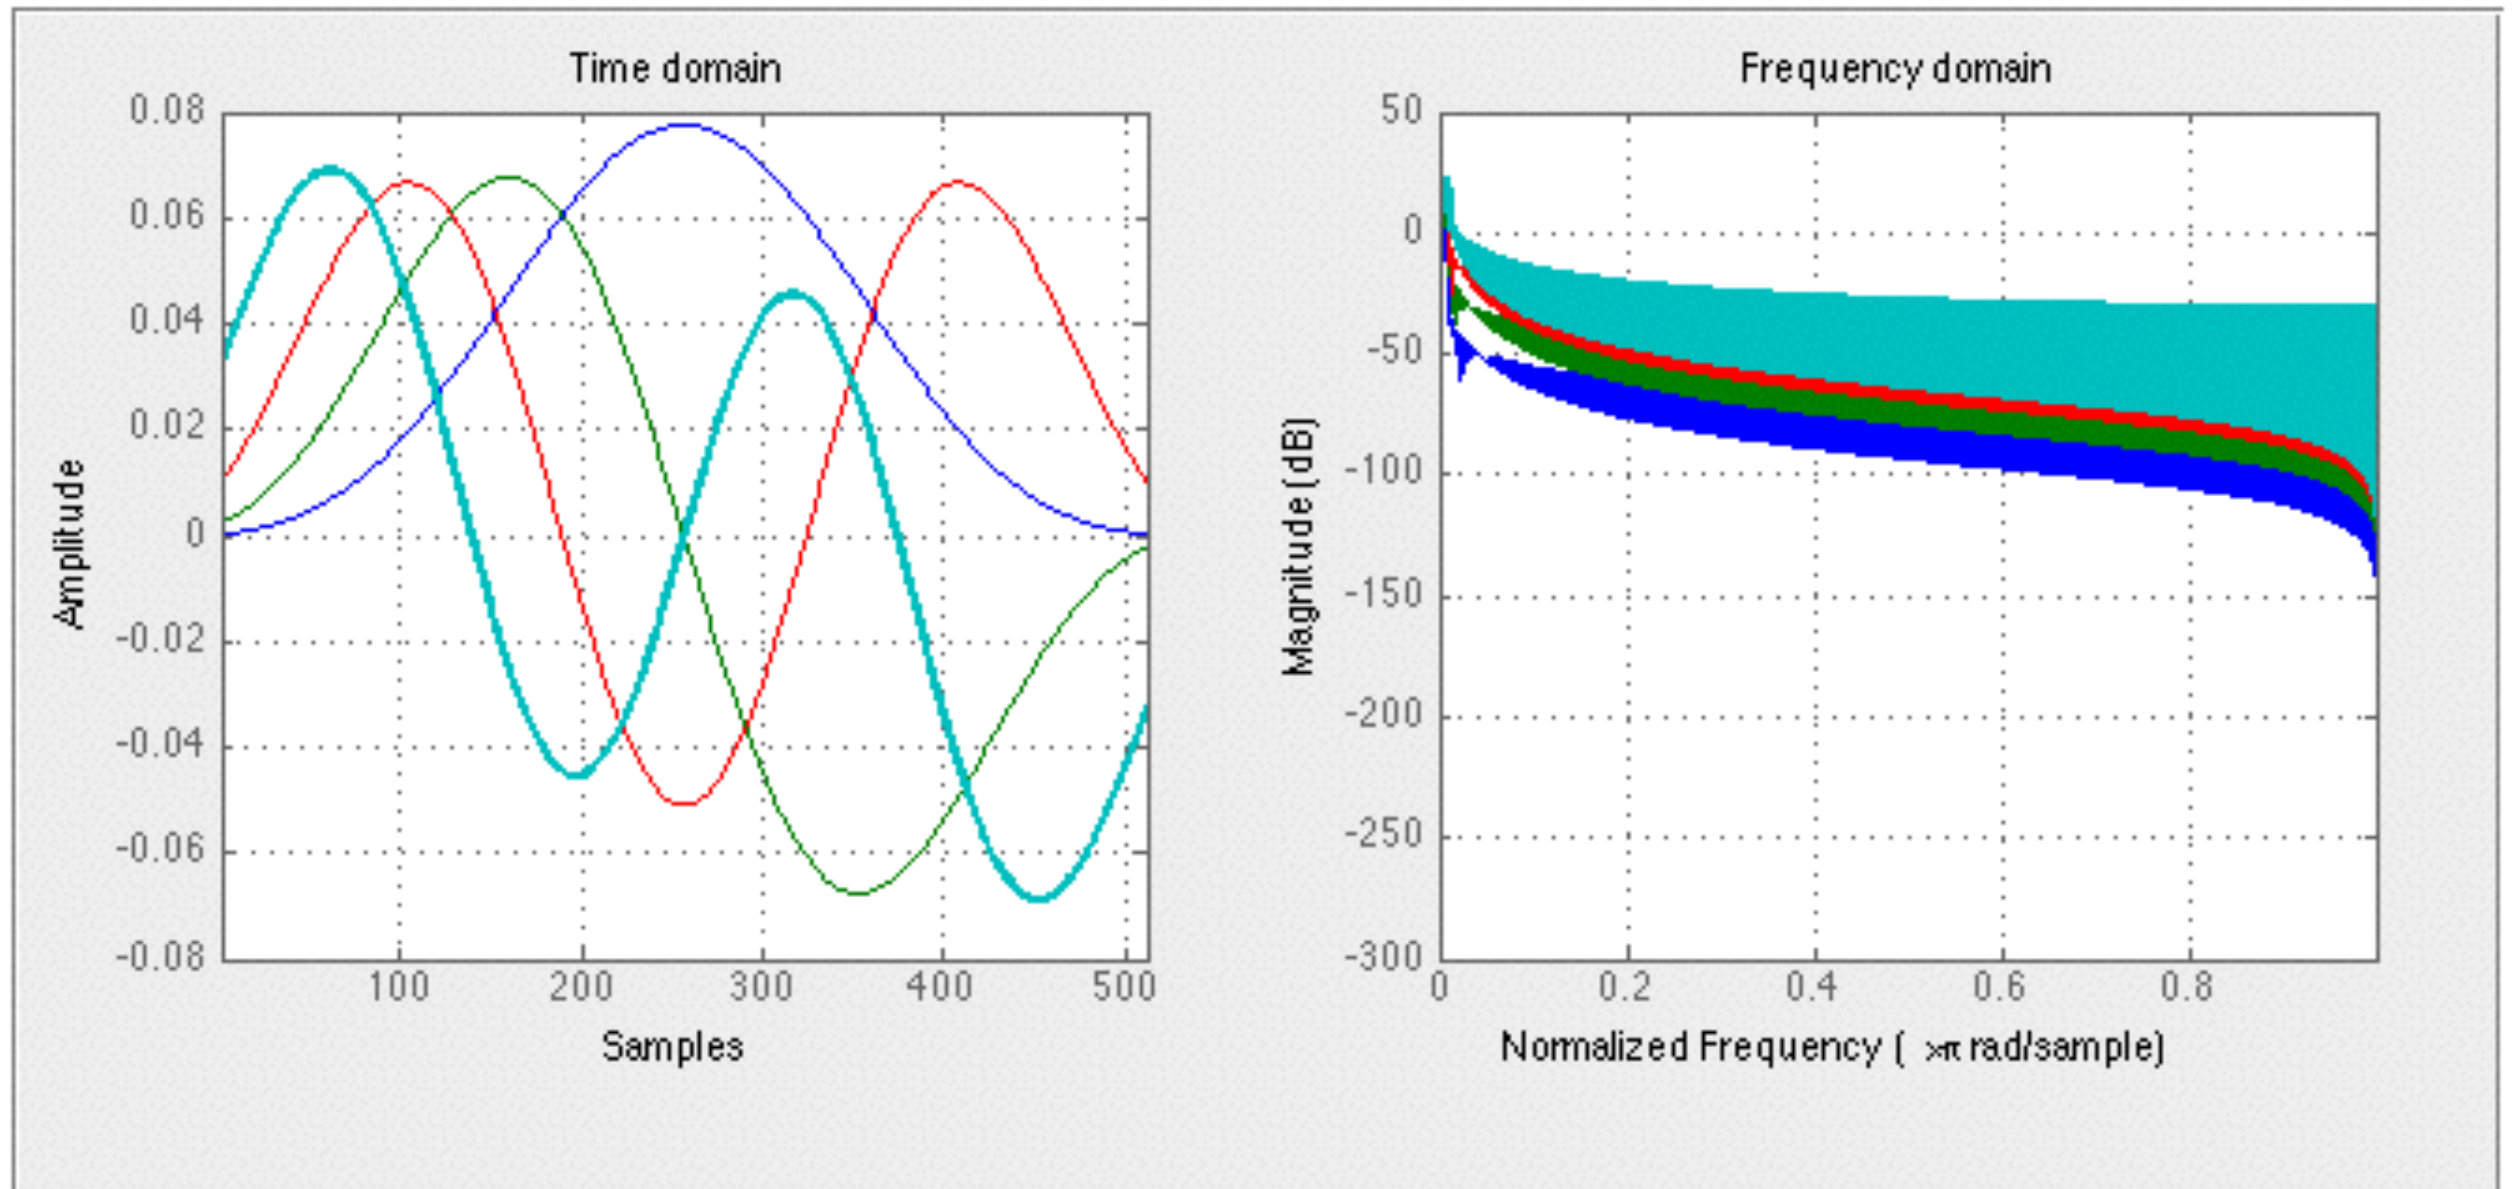 Time domain
0.08
0.06
0.04
0.02
0
-0.02
-0.04
-0.06
-0.08
100 200 300 400 500
Samples
Amplitude
Frequency domain
50
0
-50
-100
-150
-200
-250
-300
0 0.2 0.4 0.6 0.8
Normalized Frequency ( ×π rad/sample)
Magnitude (dB)